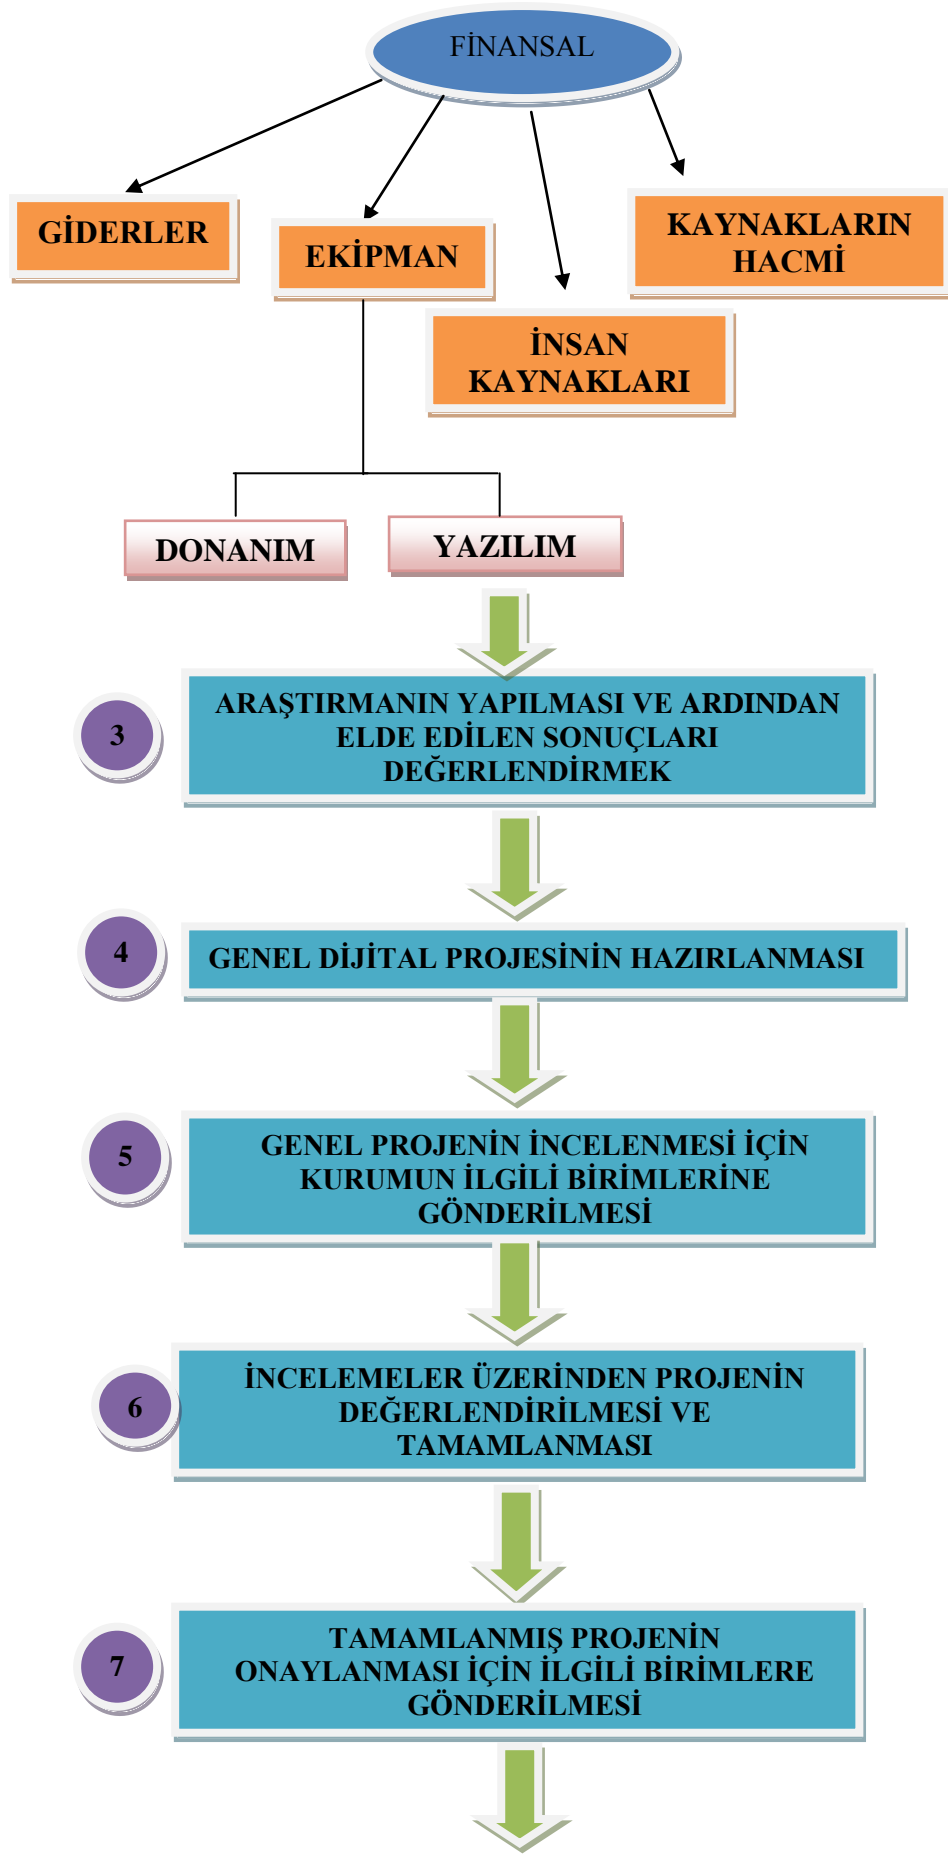 FİNANSAL
GİDERLER
EKİPMAN
KAYNAKLARIN
HACMİ
İNSAN
KAYNAKLARI
DONANIM
YAZILIM
3
ARAŞTIRMANIN YAPILMASI VE ARDINDAN
ELDE EDİLEN SONUÇLARI
DEĞERLENDİRMEK
4
GENEL DİJİTAL PROJESİNİN HAZIRLANMASI
5
GENEL PROJENİN İNCELENMESİ İÇİN
KURUMUN İLGİLİ BİRİMLERİNE
GÖNDERİLMESİ
6
İNCELEMELER ÜZERİNDEN PROJENİN
DEĞERLENDİRİLMESİ VE
TAMAMLANMASI
7
TAMAMLANMIŞ PROJENİN
ONAYLANMASI İÇİN İLGİLİ BİRİMLERE
GÖNDERİLMESİ